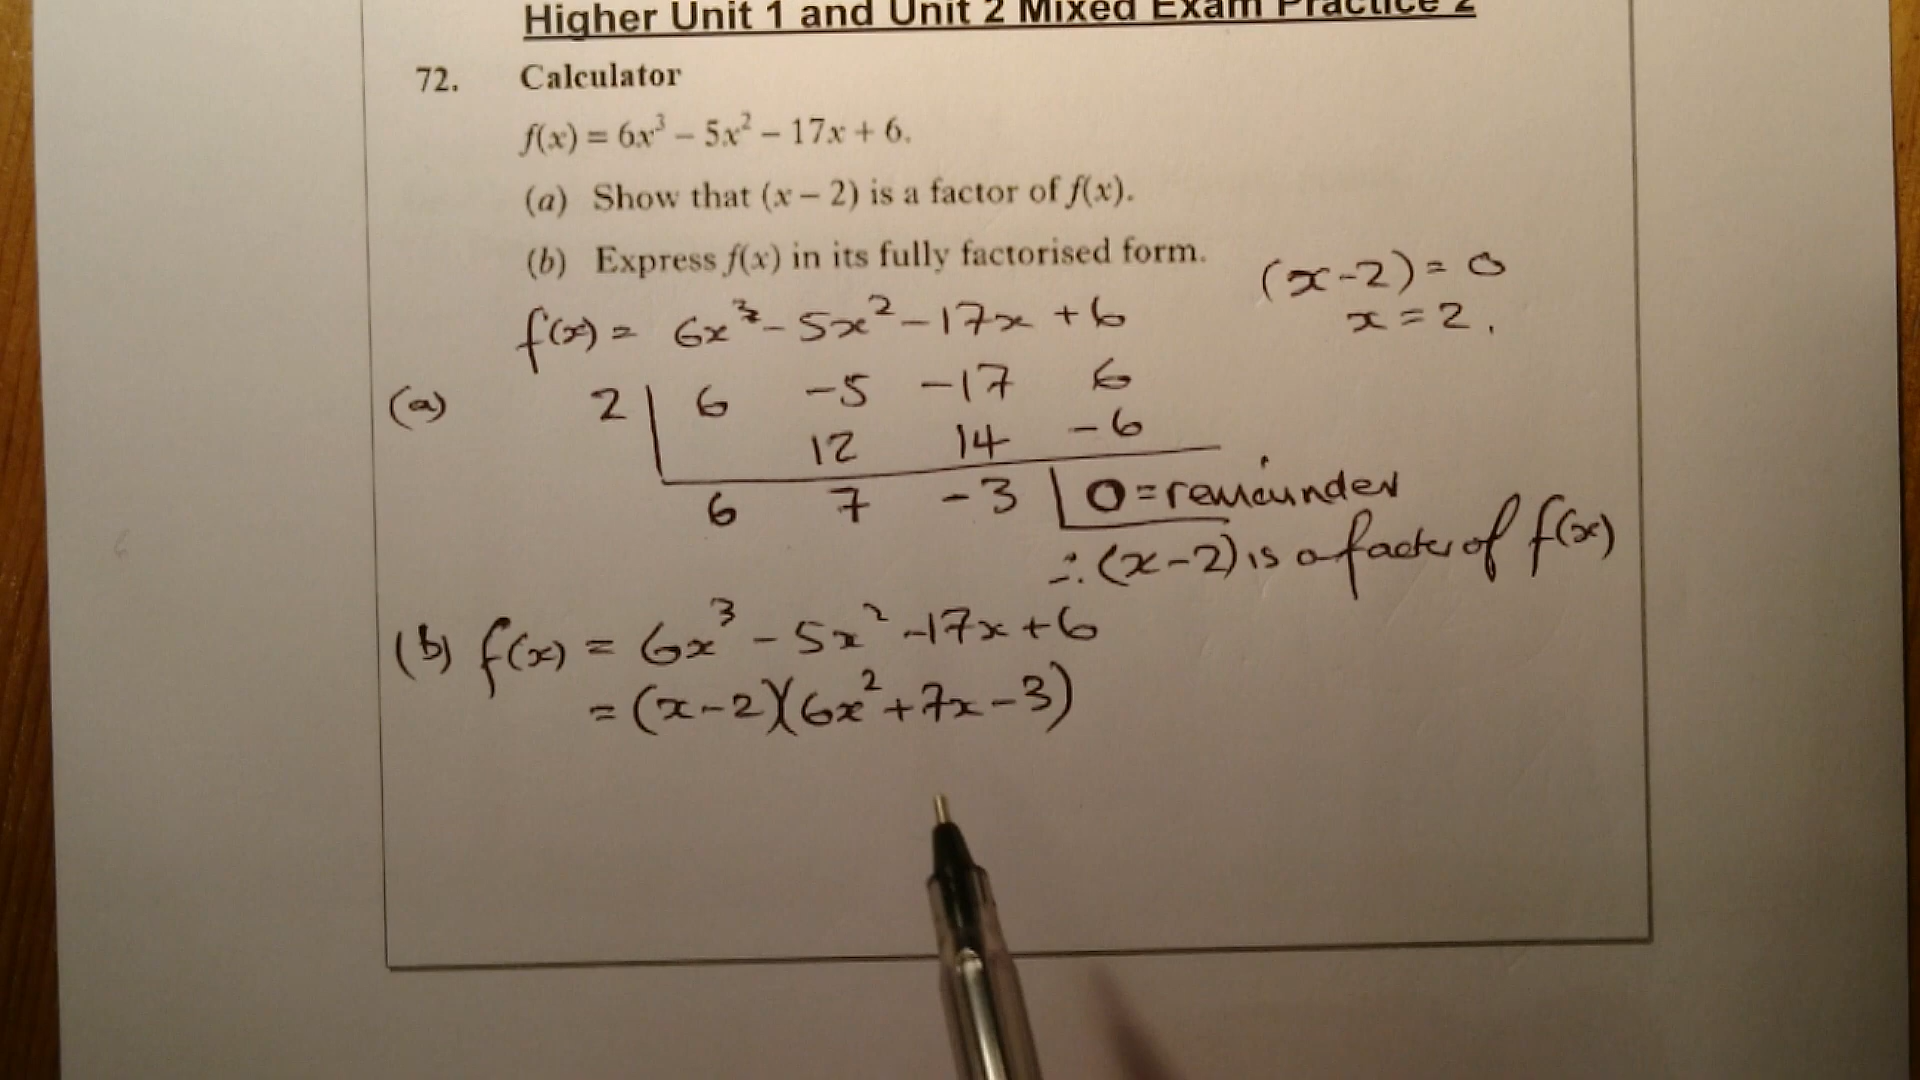 Higher Unit 1 and Unit 2 Mixed Exam Practice 2
72. Calculator
f(x) = 6x³ – 5x² – 17x + 6.
(a) Show that (x – 2) is a factor of f(x).
(b) Express f(x) in its fully factorised form.
(x-2) = 0
x = 2.
f(x) = 6x³ - 5x² - 17x + 6
(a) 2 | 6 -5 -17 6
12 14 -6
6 7 -3 | 0 = remainder
∴ (x-2) is a factor of f(x)
(b) f(x) = 6x³ - 5x² - 17x + 6
= (x-2)(6x² + 7x - 3)